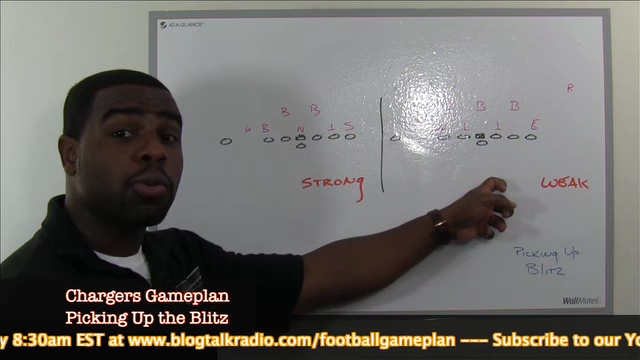 ATA-GLANCE
R
B B B B
L B N T S L T E
STRONG WEAK
Picking Up
Blitz
WallMates
Chargers Gameplan
Picking Up the Blitz
y 8:30am EST at www.blogtalkradio.com/footballgameplan ––– Subscribe to our Yo